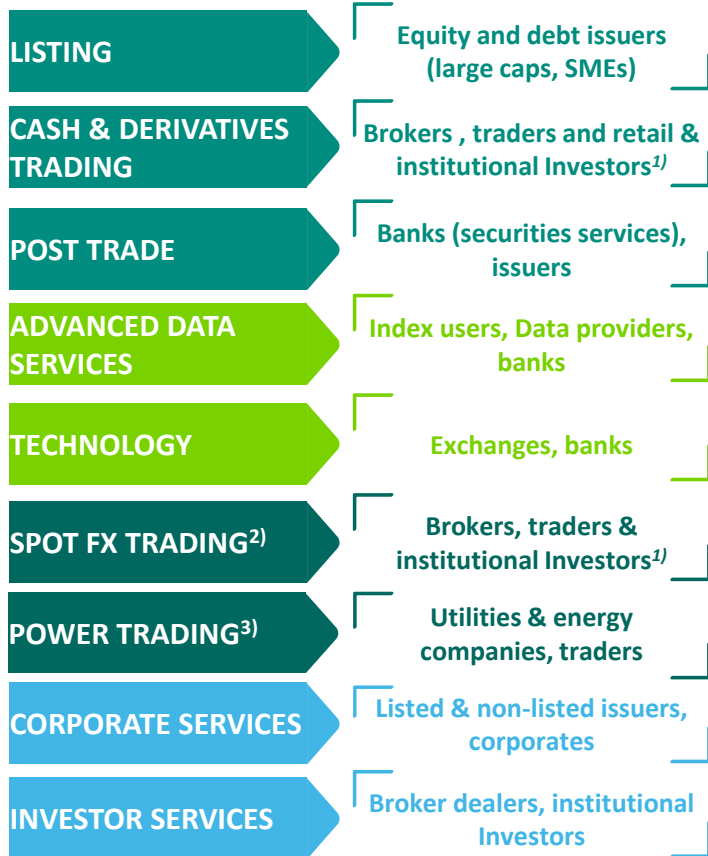 LISTING
Equity and debt issuers
(large caps, SMEs)
CASH & DERIVATIVES
TRADING
Brokers , traders and retail &
institutional Investors1)
POST TRADE
Banks (securities services),
issuers
ADVANCED DATA
SERVICES
Index users, Data providers,
banks
TECHNOLOGY
Exchanges, banks
SPOT FX TRADING2)
Brokers, traders &
institutional Investors1)
POWER TRADING3)
Utilities & energy
companies, traders
CORPORATE SERVICES
Listed & non-listed issuers,
corporates
INVESTOR SERVICES
Broker dealers, institutional
Investors